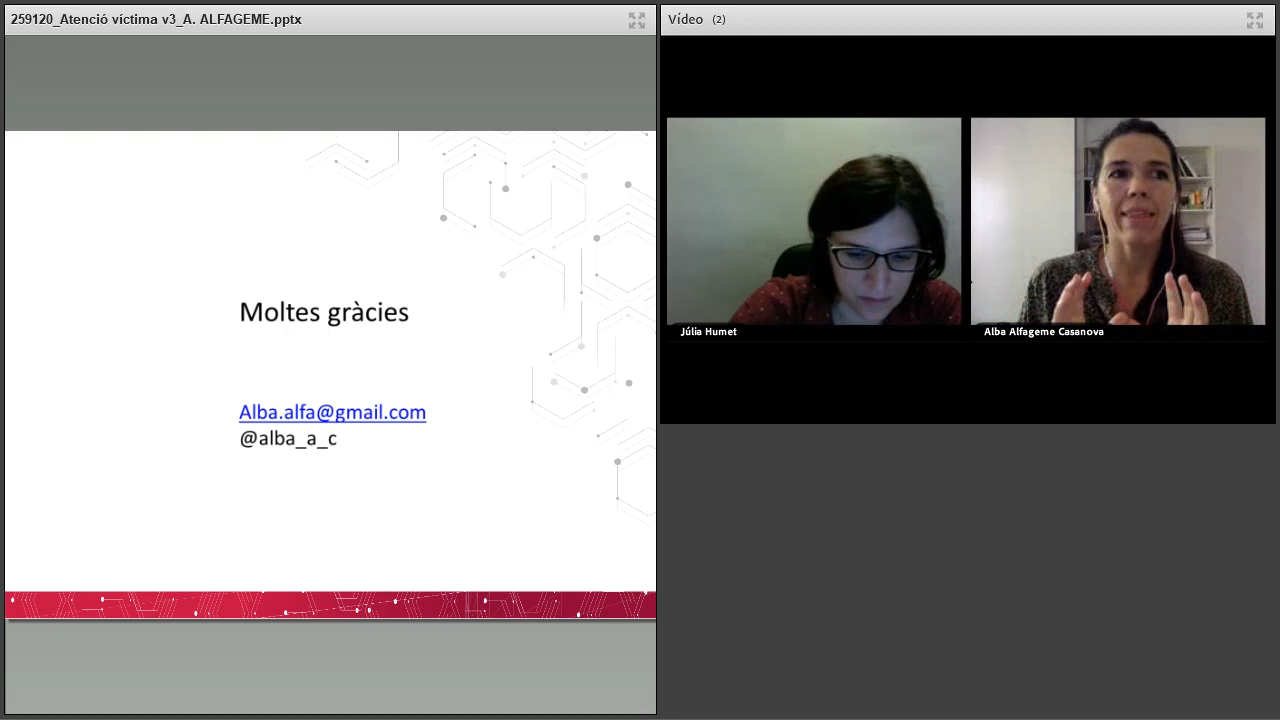 259120_Atenció víctima v3_A. ALFAGEME.pptx
Vídeo (2)
Moltes gràcies
Alba.alfa@gmail.com
@alba_a_c
Júlia Humet
Alba Alfageme Casanova